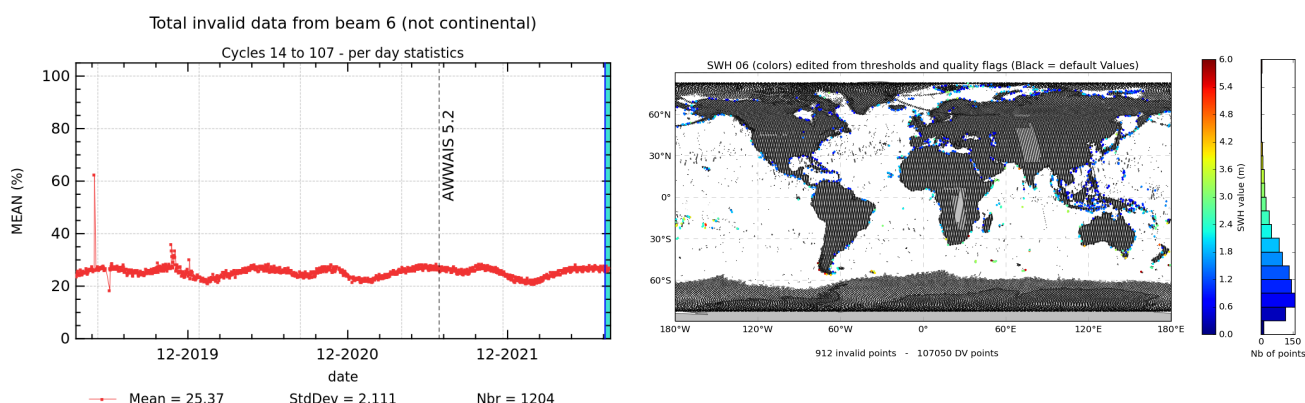 Total invalid data from beam 6 (not continental)
Cycles 14 to 107 - per day statistics
MEAN (%)
100
80
60
40
20
0
AWWAIS 5.2
12-2019 12-2020 12-2021
date
Mean = 25.37 StdDev = 2.111 Nbr = 1204
SWH 06 (colors) edited from thresholds and quality flags (Black = default Values)
60°N
30°N
0°
30°S
60°S
180°W 120°W 60°W 0° 60°E 120°E 180°E
912 invalid points - 107050 DV points
6.0
5.4
4.8
4.2
3.6
3.0
2.4
1.8
1.2
0.6
0.0
SWH value (m)
0 150
Nb of points